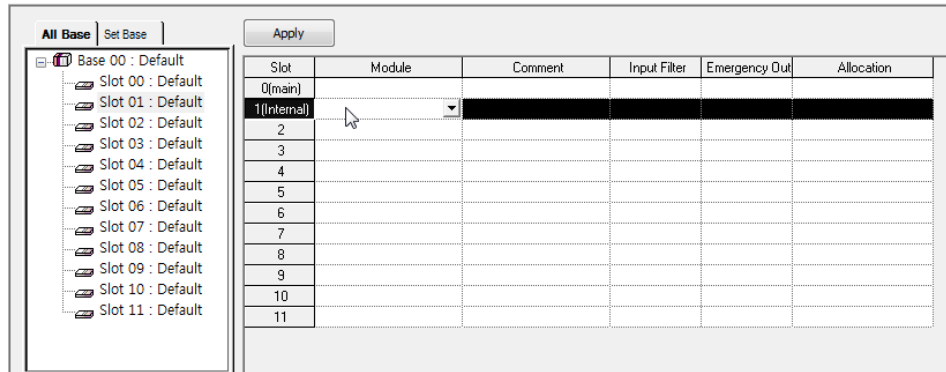 All Base Set Base
Apply
Base 00 : Default
Slot 00 : Default
Slot 01 : Default
Slot 02 : Default
Slot 03 : Default
Slot 04 : Default
Slot 05 : Default
Slot 06 : Default
Slot 07 : Default
Slot 08 : Default
Slot 09 : Default
Slot 10 : Default
Slot 11 : Default
Slot Module Comment Input Filter Emergency Out Allocation
0(main)
1(Internal)
2
3
4
5
6
7
8
9
10
11